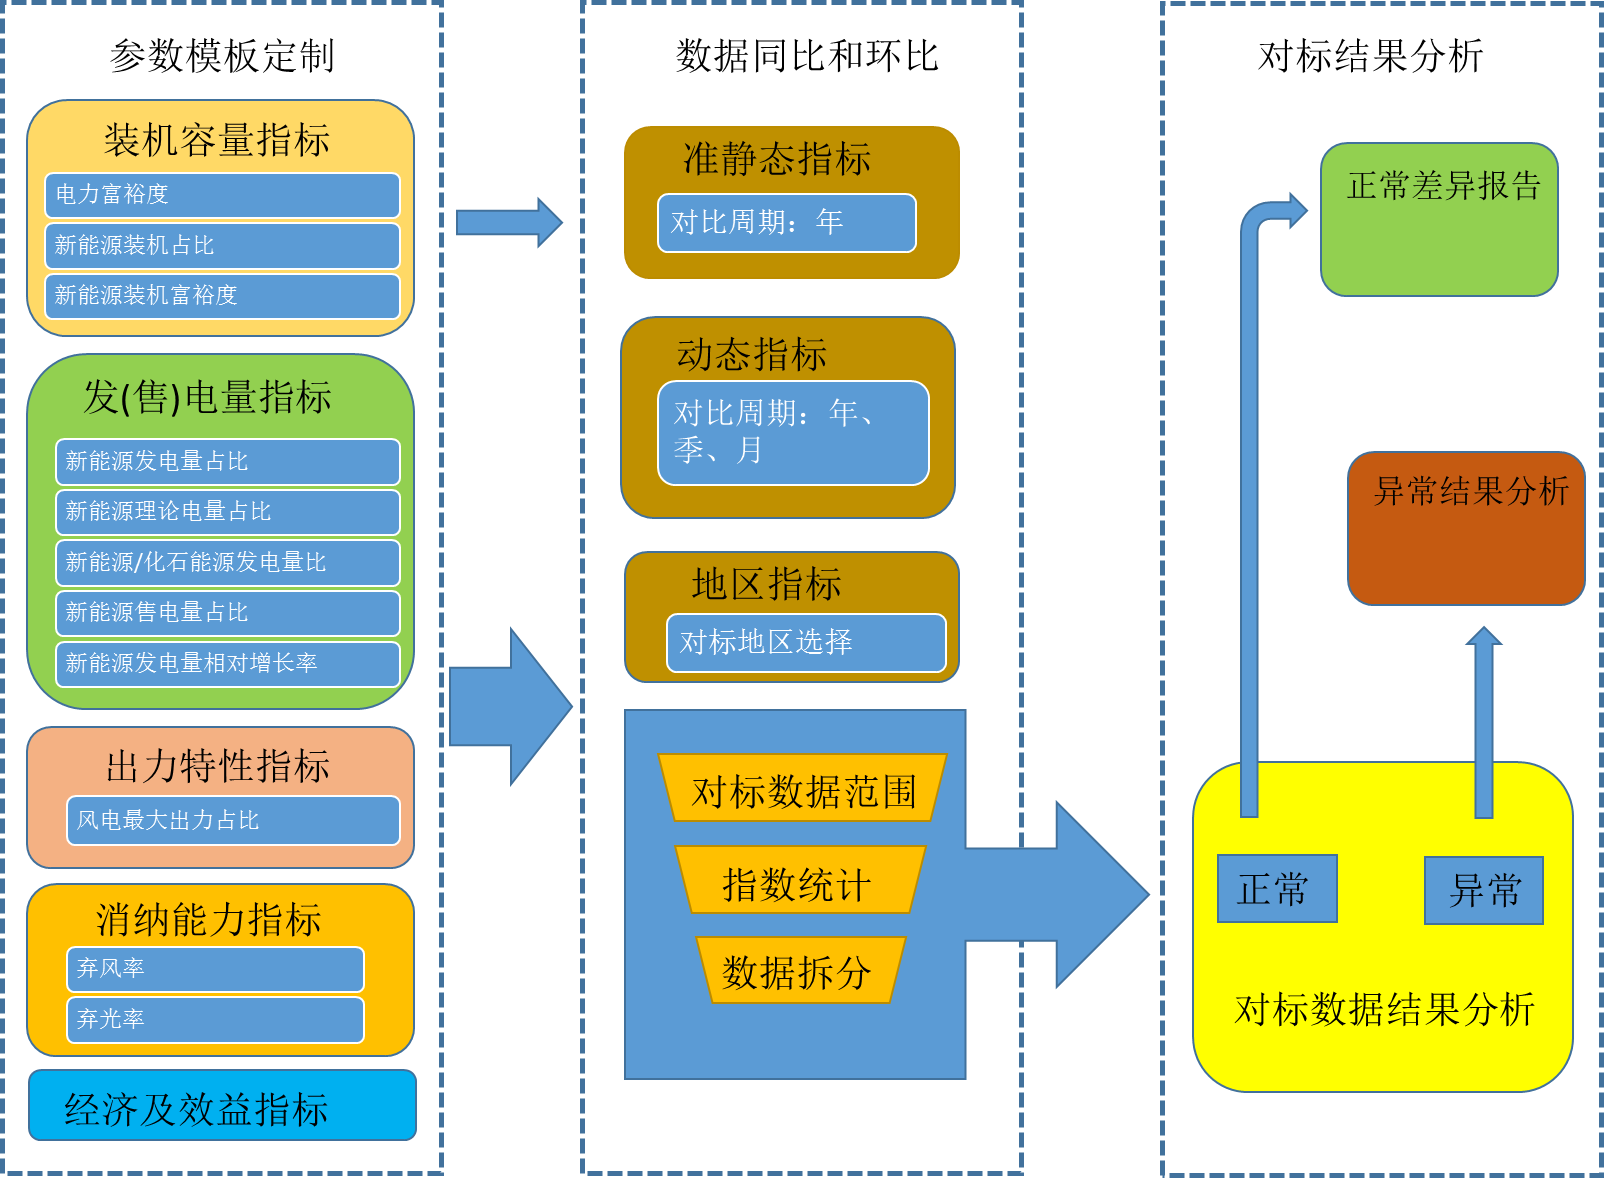 参数模板定制
装机容量指标
电力富裕度
新能源装机占比
新能源装机富裕度
发(售)电量指标
新能源发电量占比
新能源理论电量占比
新能源/化石能源发电量比
新能源售电量占比
新能源发电量相对增长率
出力特性指标
风电最大出力占比
消纳能力指标
弃风率
弃光率
经济及效益指标
数据同比和环比
准静态指标
对比周期：年
动态指标
对比周期：年、
季、月
地区指标
对标地区选择
对标数据范围
指数统计
数据拆分
对标结果分析
正常差异报告
异常结果分析
正常
异常
对标数据结果分析